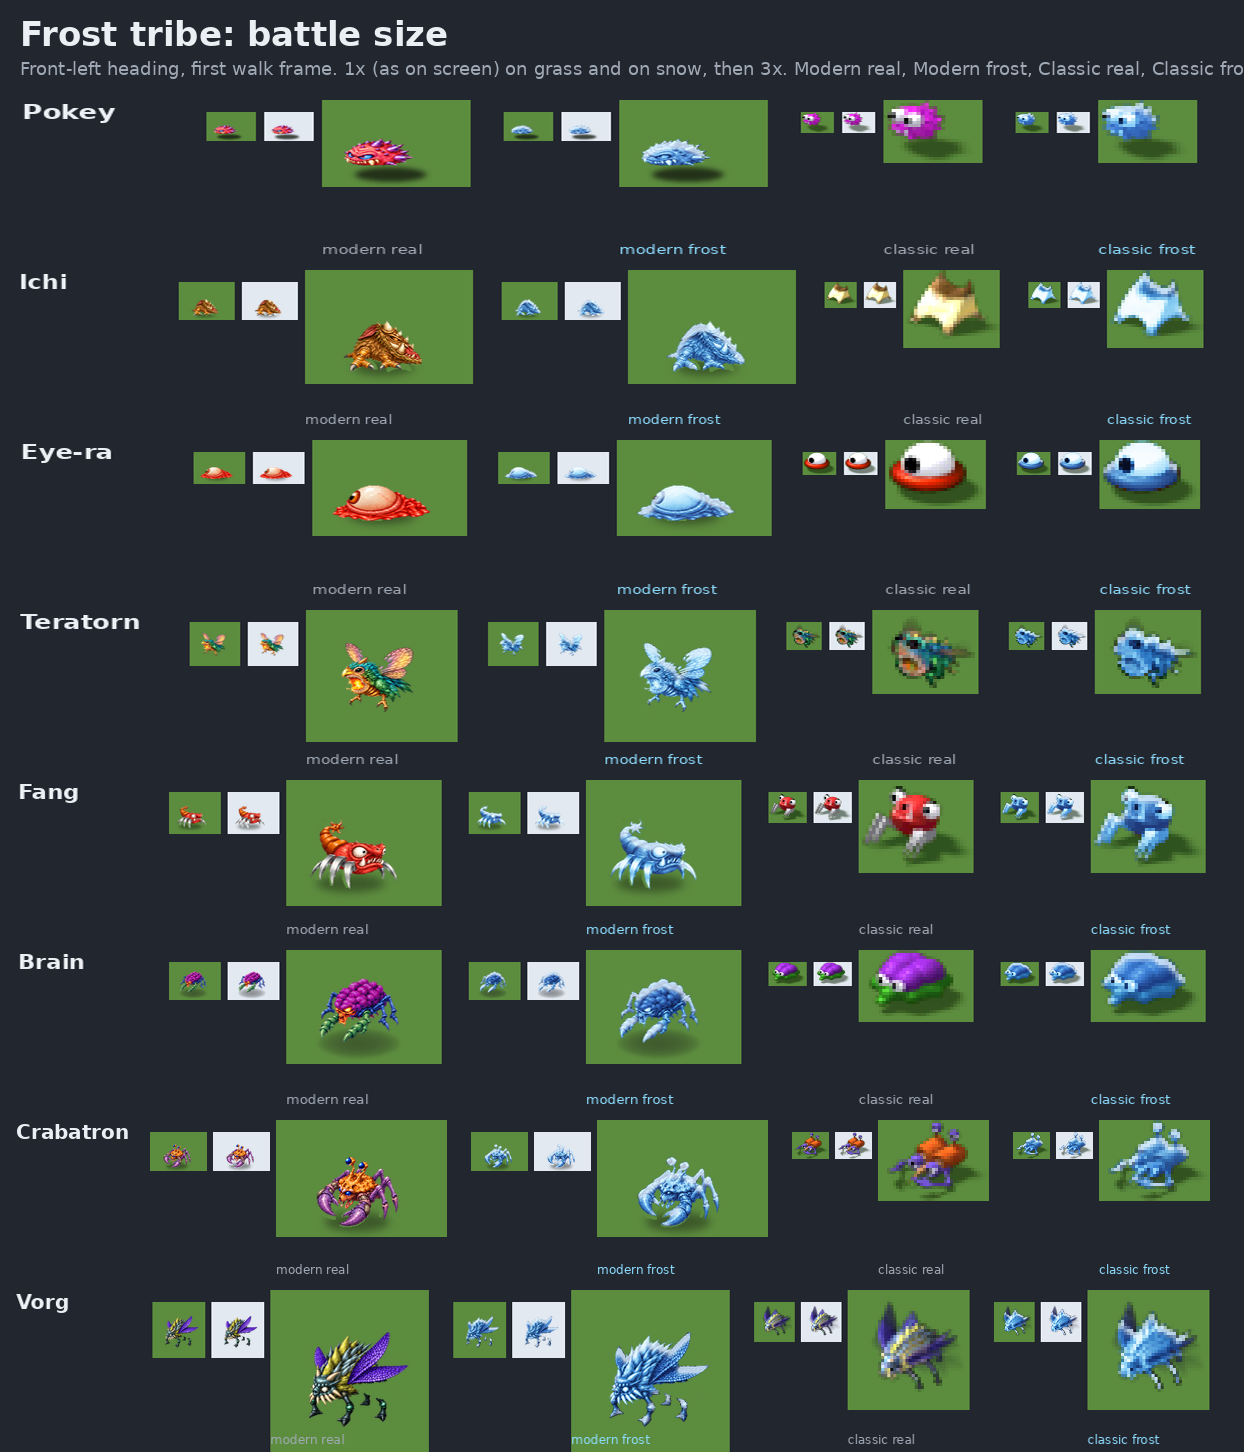 Frost tribe: battle size
Front-left heading, first walk frame. 1x (as on screen) on grass and on snow, then 3x. Modern real, Modern frost, Classic real, Classic fro
Pokey
modern real modern frost classic real classic frost
Ichi
modern real modern frost classic real classic frost
Eye-ra
modern real modern frost classic real classic frost
Teratorn
modern real modern frost classic real classic frost
Fang
modern real modern frost classic real classic frost
Brain
modern real modern frost classic real classic frost
Crabatron
modern real modern frost classic real classic frost
Vorg
modern real modern frost classic real classic frost